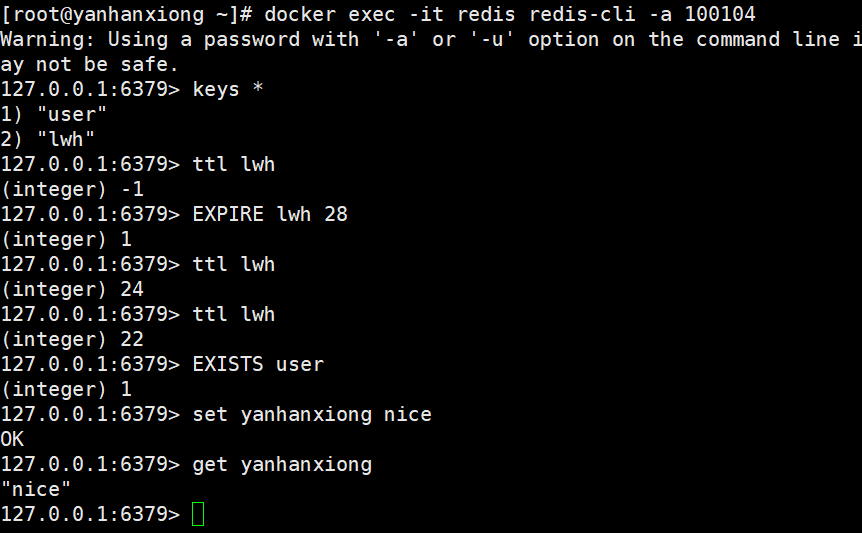 [root@yanhanxiong ~]# docker exec -it redis redis-cli -a 100104
Warning: Using a password with '-a' or '-u' option on the command line i
ay not be safe.
127.0.0.1:6379> keys *
1) "user"
2) "lwh"
127.0.0.1:6379> ttl lwh
(integer) -1
127.0.0.1:6379> EXPIRE lwh 28
(integer) 1
127.0.0.1:6379> ttl lwh
(integer) 24
127.0.0.1:6379> ttl lwh
(integer) 22
127.0.0.1:6379> EXISTS user
(integer) 1
127.0.0.1:6379> set yanhanxiong nice
OK
127.0.0.1:6379> get yanhanxiong
"nice"
127.0.0.1:6379>